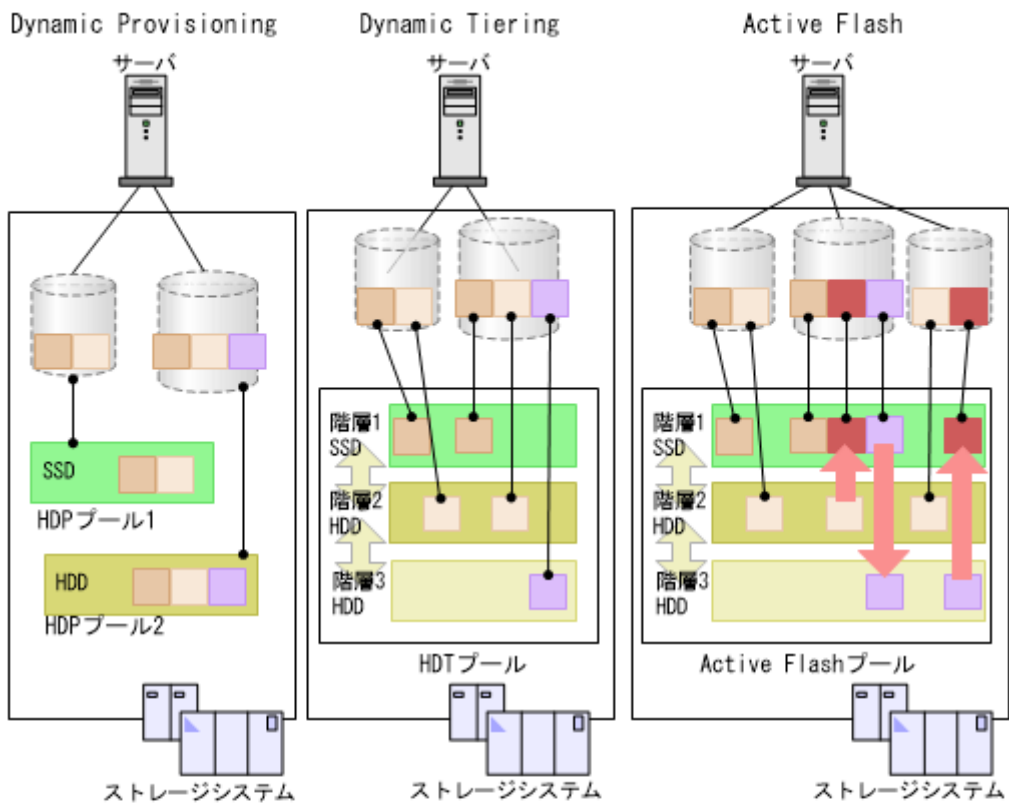 Dynamic Provisioning
サーバ
SSD
HDPプール1
HDD
HDPプール2
ストレージシステム
Dynamic Tiering
サーバ
階層1
SSD
階層2
HDD
階層3
HDD
HDTプール
ストレージシステム
Active Flash
サーバ
階層1
SSD
階層2
HDD
階層3
HDD
Active Flashプール
ストレージシステム